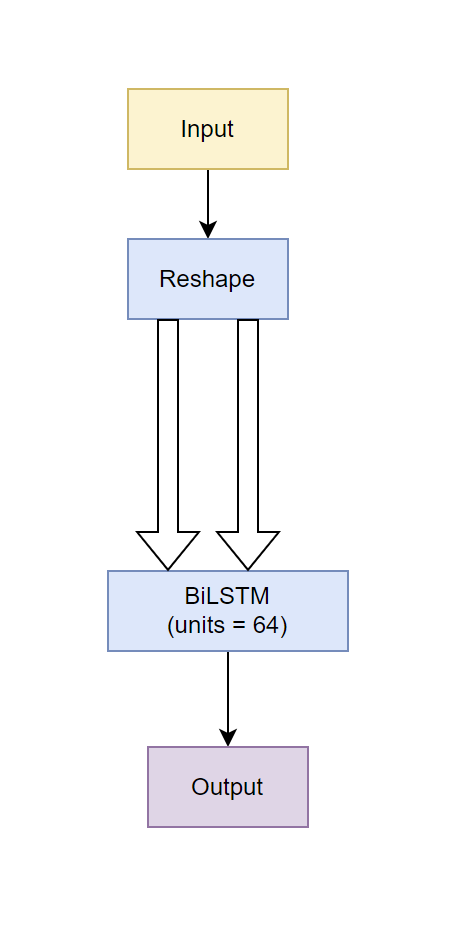 Input
Reshape
BiLSTM
(units = 64)
Output